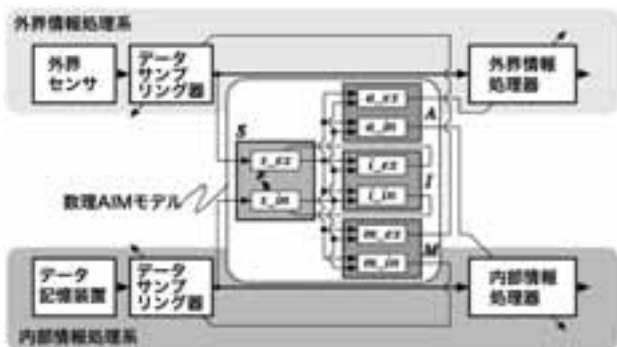 外界情報処理系
外界
センサ
データ
サンプ
リング器
外界情報
処理器
S
s_ex
s_in
a_ex
a_in
A
i_ex
i_in
I
m_ex
m_in
M
数理AIMモデル
データ
記憶装置
データ
サンプ
リング器
内部情報
処理器
内部情報処理系